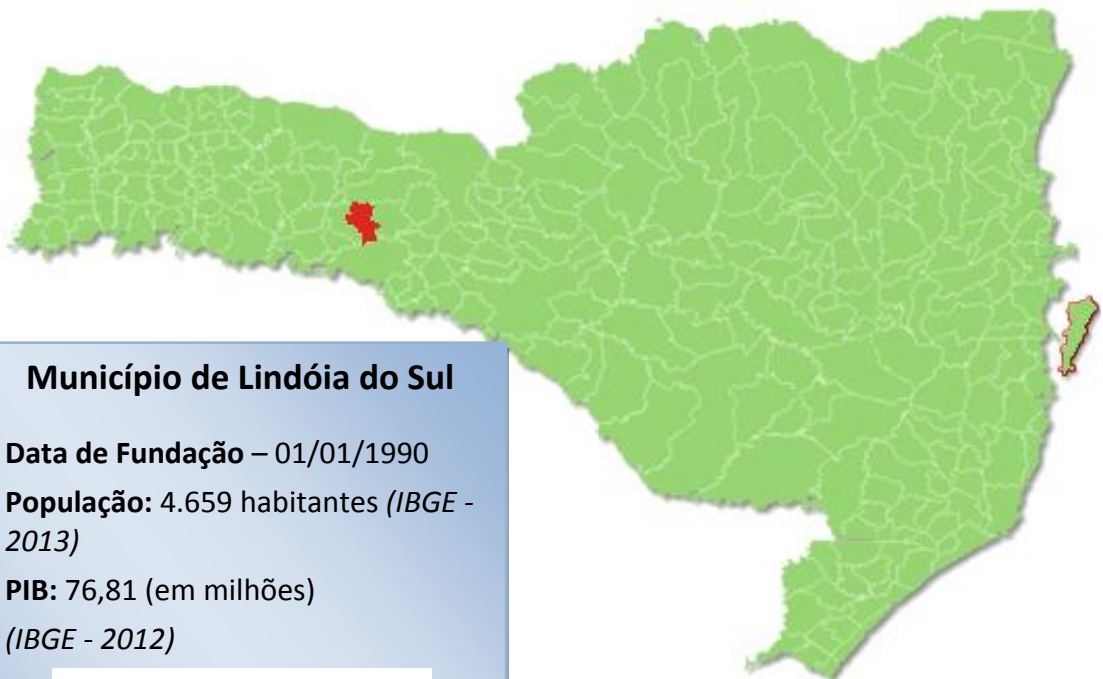 Município de Lindóia do Sul
Data de Fundação – 01/01/1990
População: 4.659 habitantes (IBGE -
2013)
PIB: 76,81 (em milhões)
(IBGE - 2012)